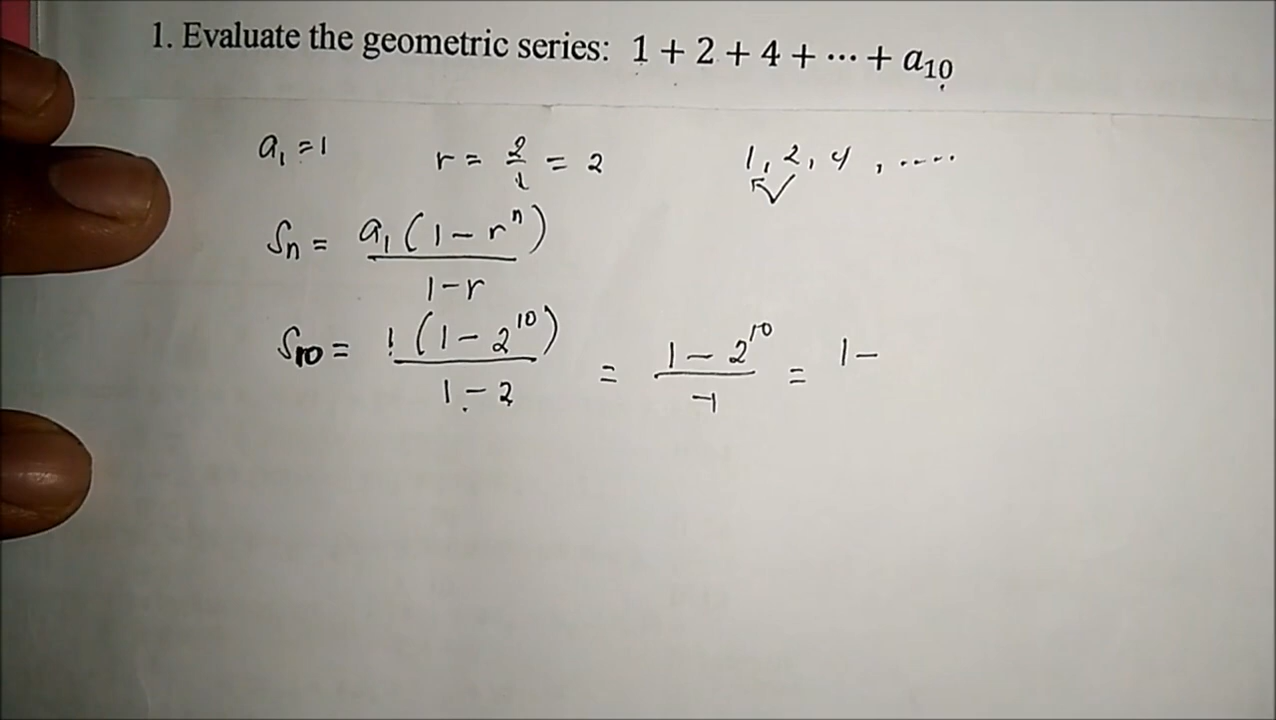 1. Evaluate the geometric series: 1 + 2 + 4 + ⋯ + a₁₀
a₁ = 1 r = 2/1 = 2 1, 2, 4, ....
Sₙ = a₁(1 − rⁿ) / 1 − r
S₁₀ = 1(1 − 2¹⁰) / 1 − 2 = 1 − 2¹⁰ / −1 = 1 −